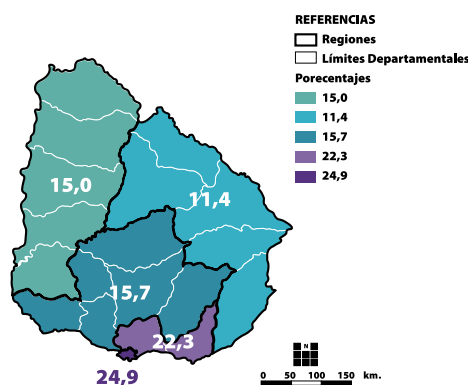 REFERENCIAS
Regiones
Límites Departamentales
Porecentajes
15,0
11,4
15,7
22,3
24,9
15,0
11,4
15,7
22,3
24,9
N
0 50 100 150 km.